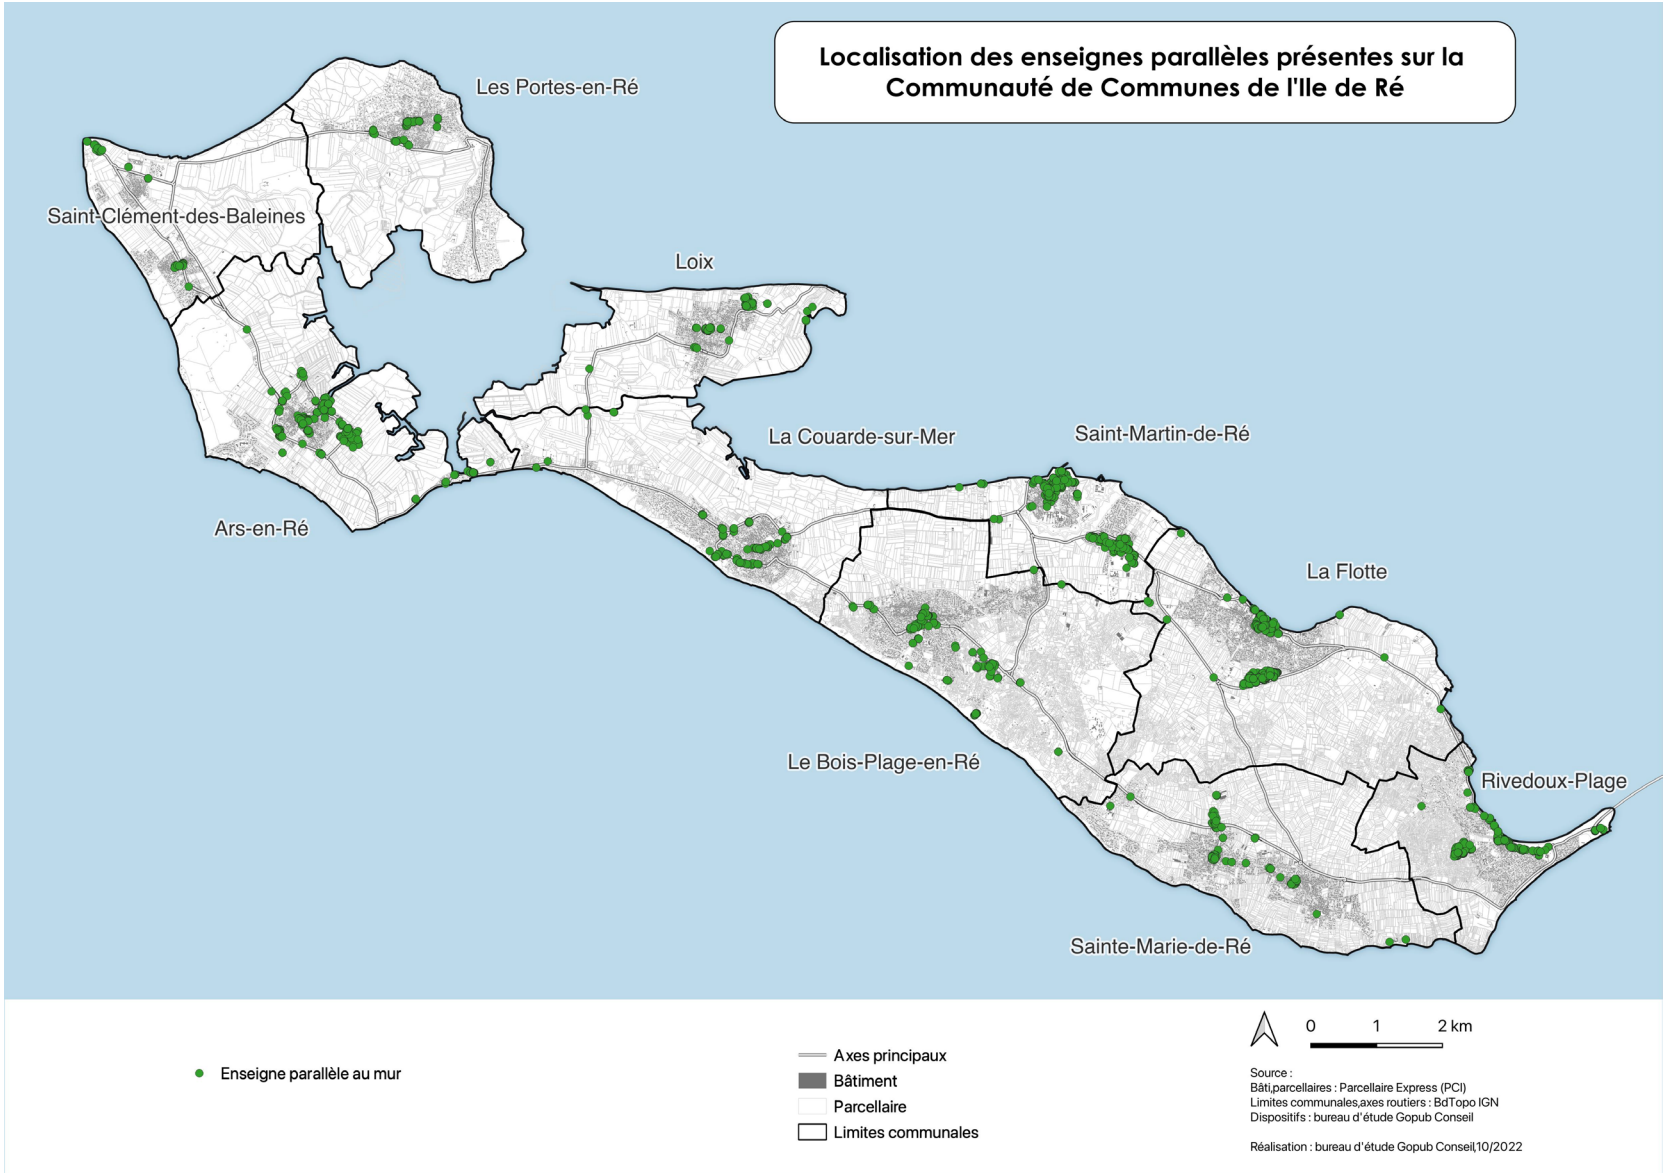 Localisation des enseignes parallèles présentes sur la
Communauté de Communes de l'Ile de Ré
Les Portes-en-Ré
Saint-Clément-des-Baleines
Loix
La Couarde-sur-Mer
Saint-Martin-de-Ré
Ars-en-Ré
La Flotte
Le Bois-Plage-en-Ré
Rivedoux-Plage
Sainte-Marie-de-Ré
Enseigne parallèle au mur
Axes principaux
Bâtiment
Parcellaire
Limites communales
0 1 2 km
Source :
Bâti,parcellaires : Parcellaire Express (PCI)
Limites communales,axes routiers : BdTopo IGN
Dispositifs : bureau d'étude Gopub Conseil
Réalisation : bureau d'étude Gopub Conseil,10/2022